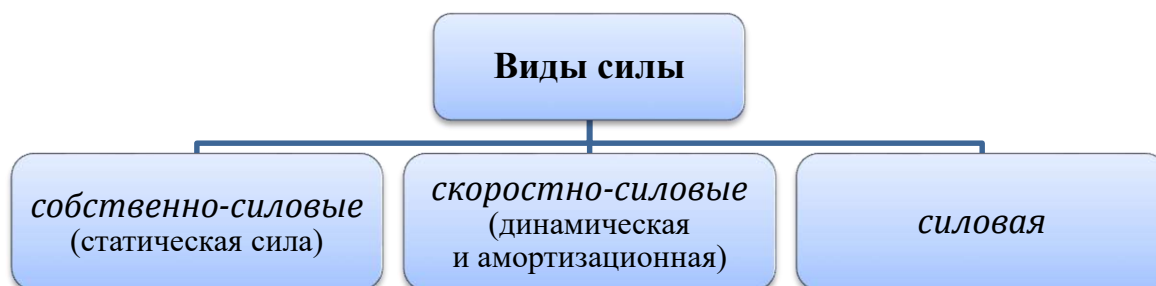 Виды силы
собственно-силовые
(статическая сила)
скоростно-силовые
(динамическая
и амортизационная)
силовая